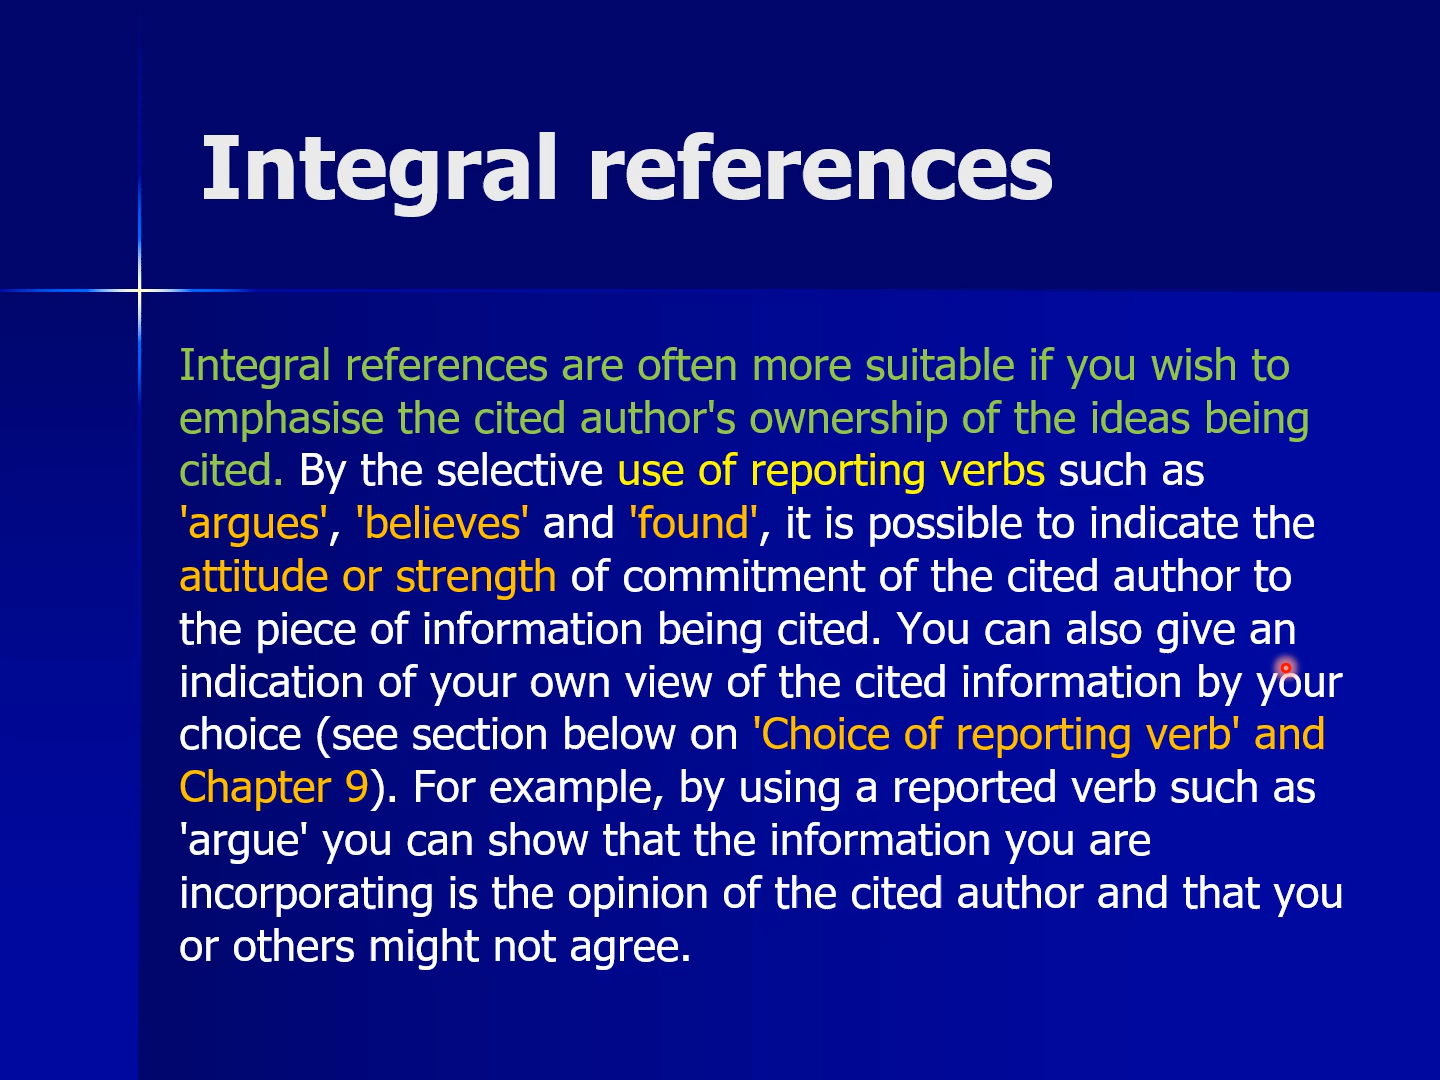 Integral references
Integral references are often more suitable if you wish to
emphasise the cited author's ownership of the ideas being
cited. By the selective use of reporting verbs such as
'argues', 'believes' and 'found', it is possible to indicate the
attitude or strength of commitment of the cited author to
the piece of information being cited. You can also give an
indication of your own view of the cited information by your
choice (see section below on 'Choice of reporting verb' and
Chapter 9). For example, by using a reported verb such as
'argue' you can show that the information you are
incorporating is the opinion of the cited author and that you
or others might not agree.